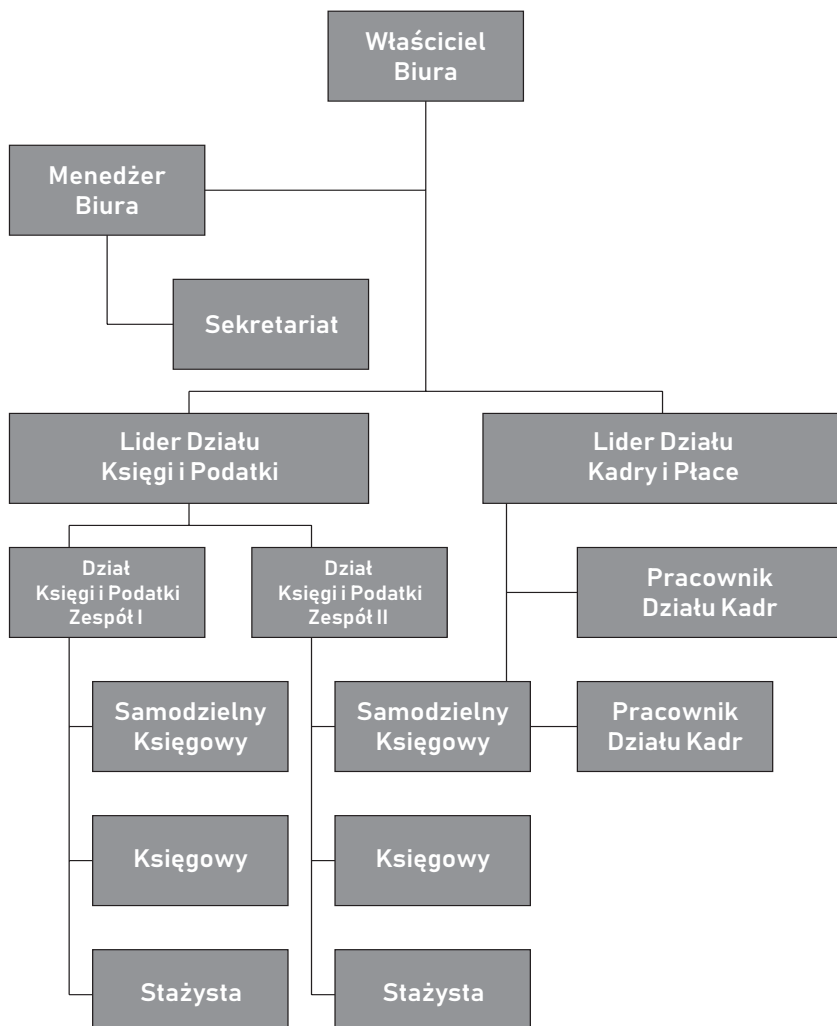 Właściciel
Biura
Menedżer
Biura
Sekretariat
Lider Działu
Księgi i Podatki
Lider Działu
Kadry i Płace
Dział
Księgi i Podatki
Zespół I
Dział
Księgi i Podatki
Zespół II
Pracownik
Działu Kadr
Samodzielny
Księgowy
Samodzielny
Księgowy
Pracownik
Działu Kadr
Księgowy
Księgowy
Stażysta
Stażysta